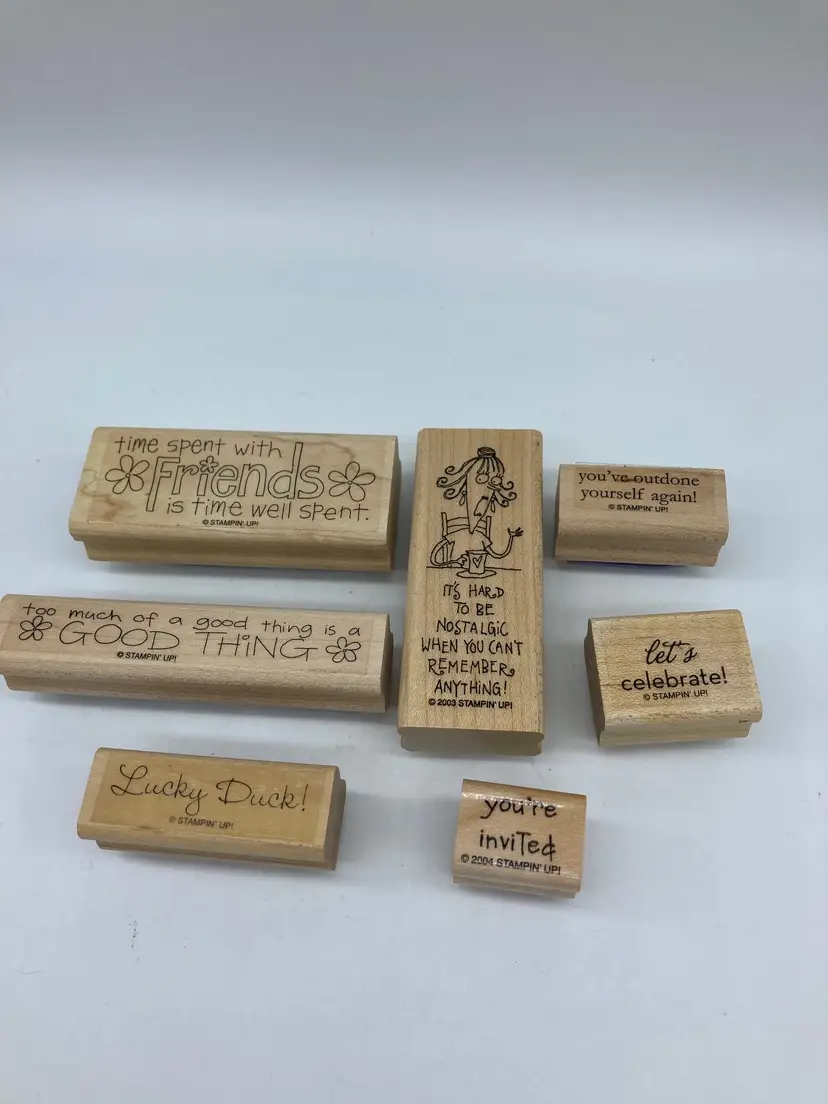 time spent with
Friends
is time well spent.
© STAMPIN' UP!
IT'S HARD
TO BE
NOSTALGIC
WHEN YOU CAN'T
REMEMBER
ANYTHING!
© 2003 STAMPIN' UP!
you've outdone
yourself again!
© STAMPIN' UP!
too much of a good thing is a
GOOD THiNG
© STAMPIN' UP!
let's
celebrate!
© STAMPIN' UP!
Lucky Duck!
© STAMPIN' UP!
you're
inviTed
© 2004 STAMPIN' UP!